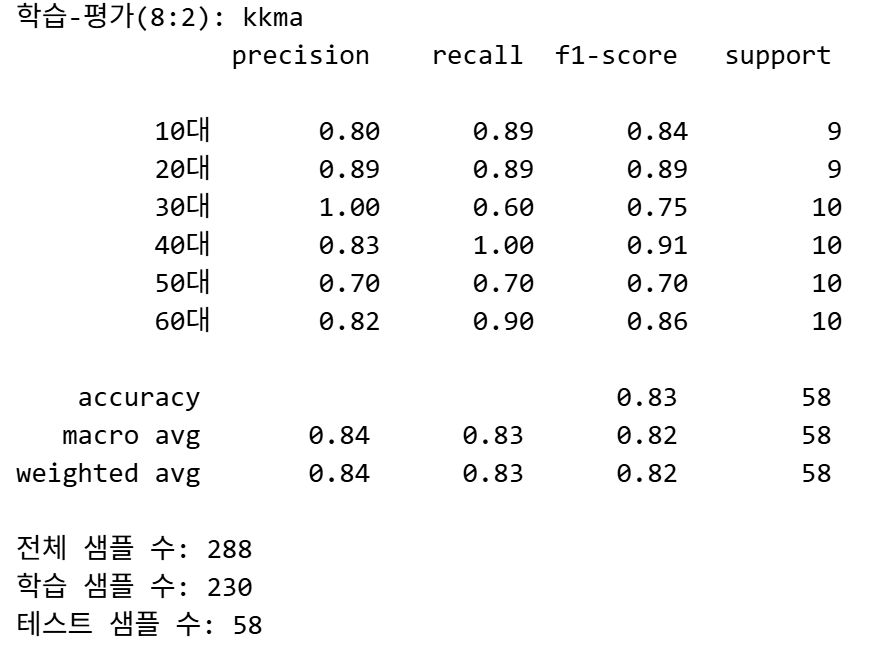 학습-평가(8:2): kkma
precision recall f1-score support
10대 0.80 0.89 0.84 9
20대 0.89 0.89 0.89 9
30대 1.00 0.60 0.75 10
40대 0.83 1.00 0.91 10
50대 0.70 0.70 0.70 10
60대 0.82 0.90 0.86 10
accuracy 0.83 58
macro avg 0.84 0.83 0.82 58
weighted avg 0.84 0.83 0.82 58
전체 샘플 수: 288
학습 샘플 수: 230
테스트 샘플 수: 58